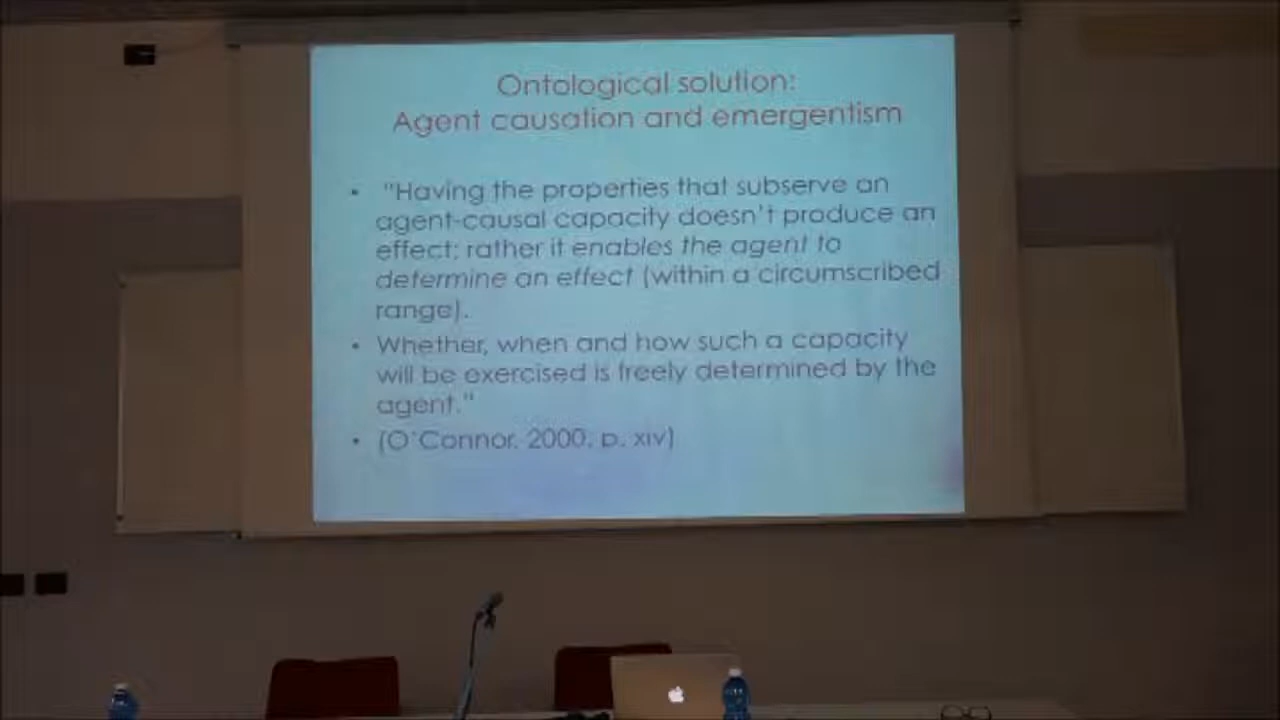 Ontological solution:
Agent causation and emergentism
• "Having the properties that subserve an
agent-causal capacity doesn't produce an
effect; rather it enables the agent to
determine an effect (within a circumscribed
range).
• Whether, when and how such a capacity
will be exercised is freely determined by the
agent."
• (O'Connor, 2000, p. xiv)